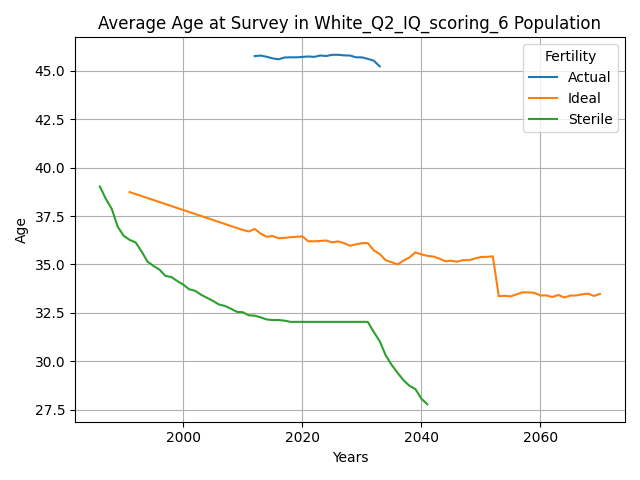 Average Age at Survey in White_Q2_IQ_scoring_6 Population
Fertility
Actual
Ideal
Sterile
45.0
42.5
40.0
37.5
35.0
32.5
30.0
27.5
Age
2000
2020
2040
2060
Years